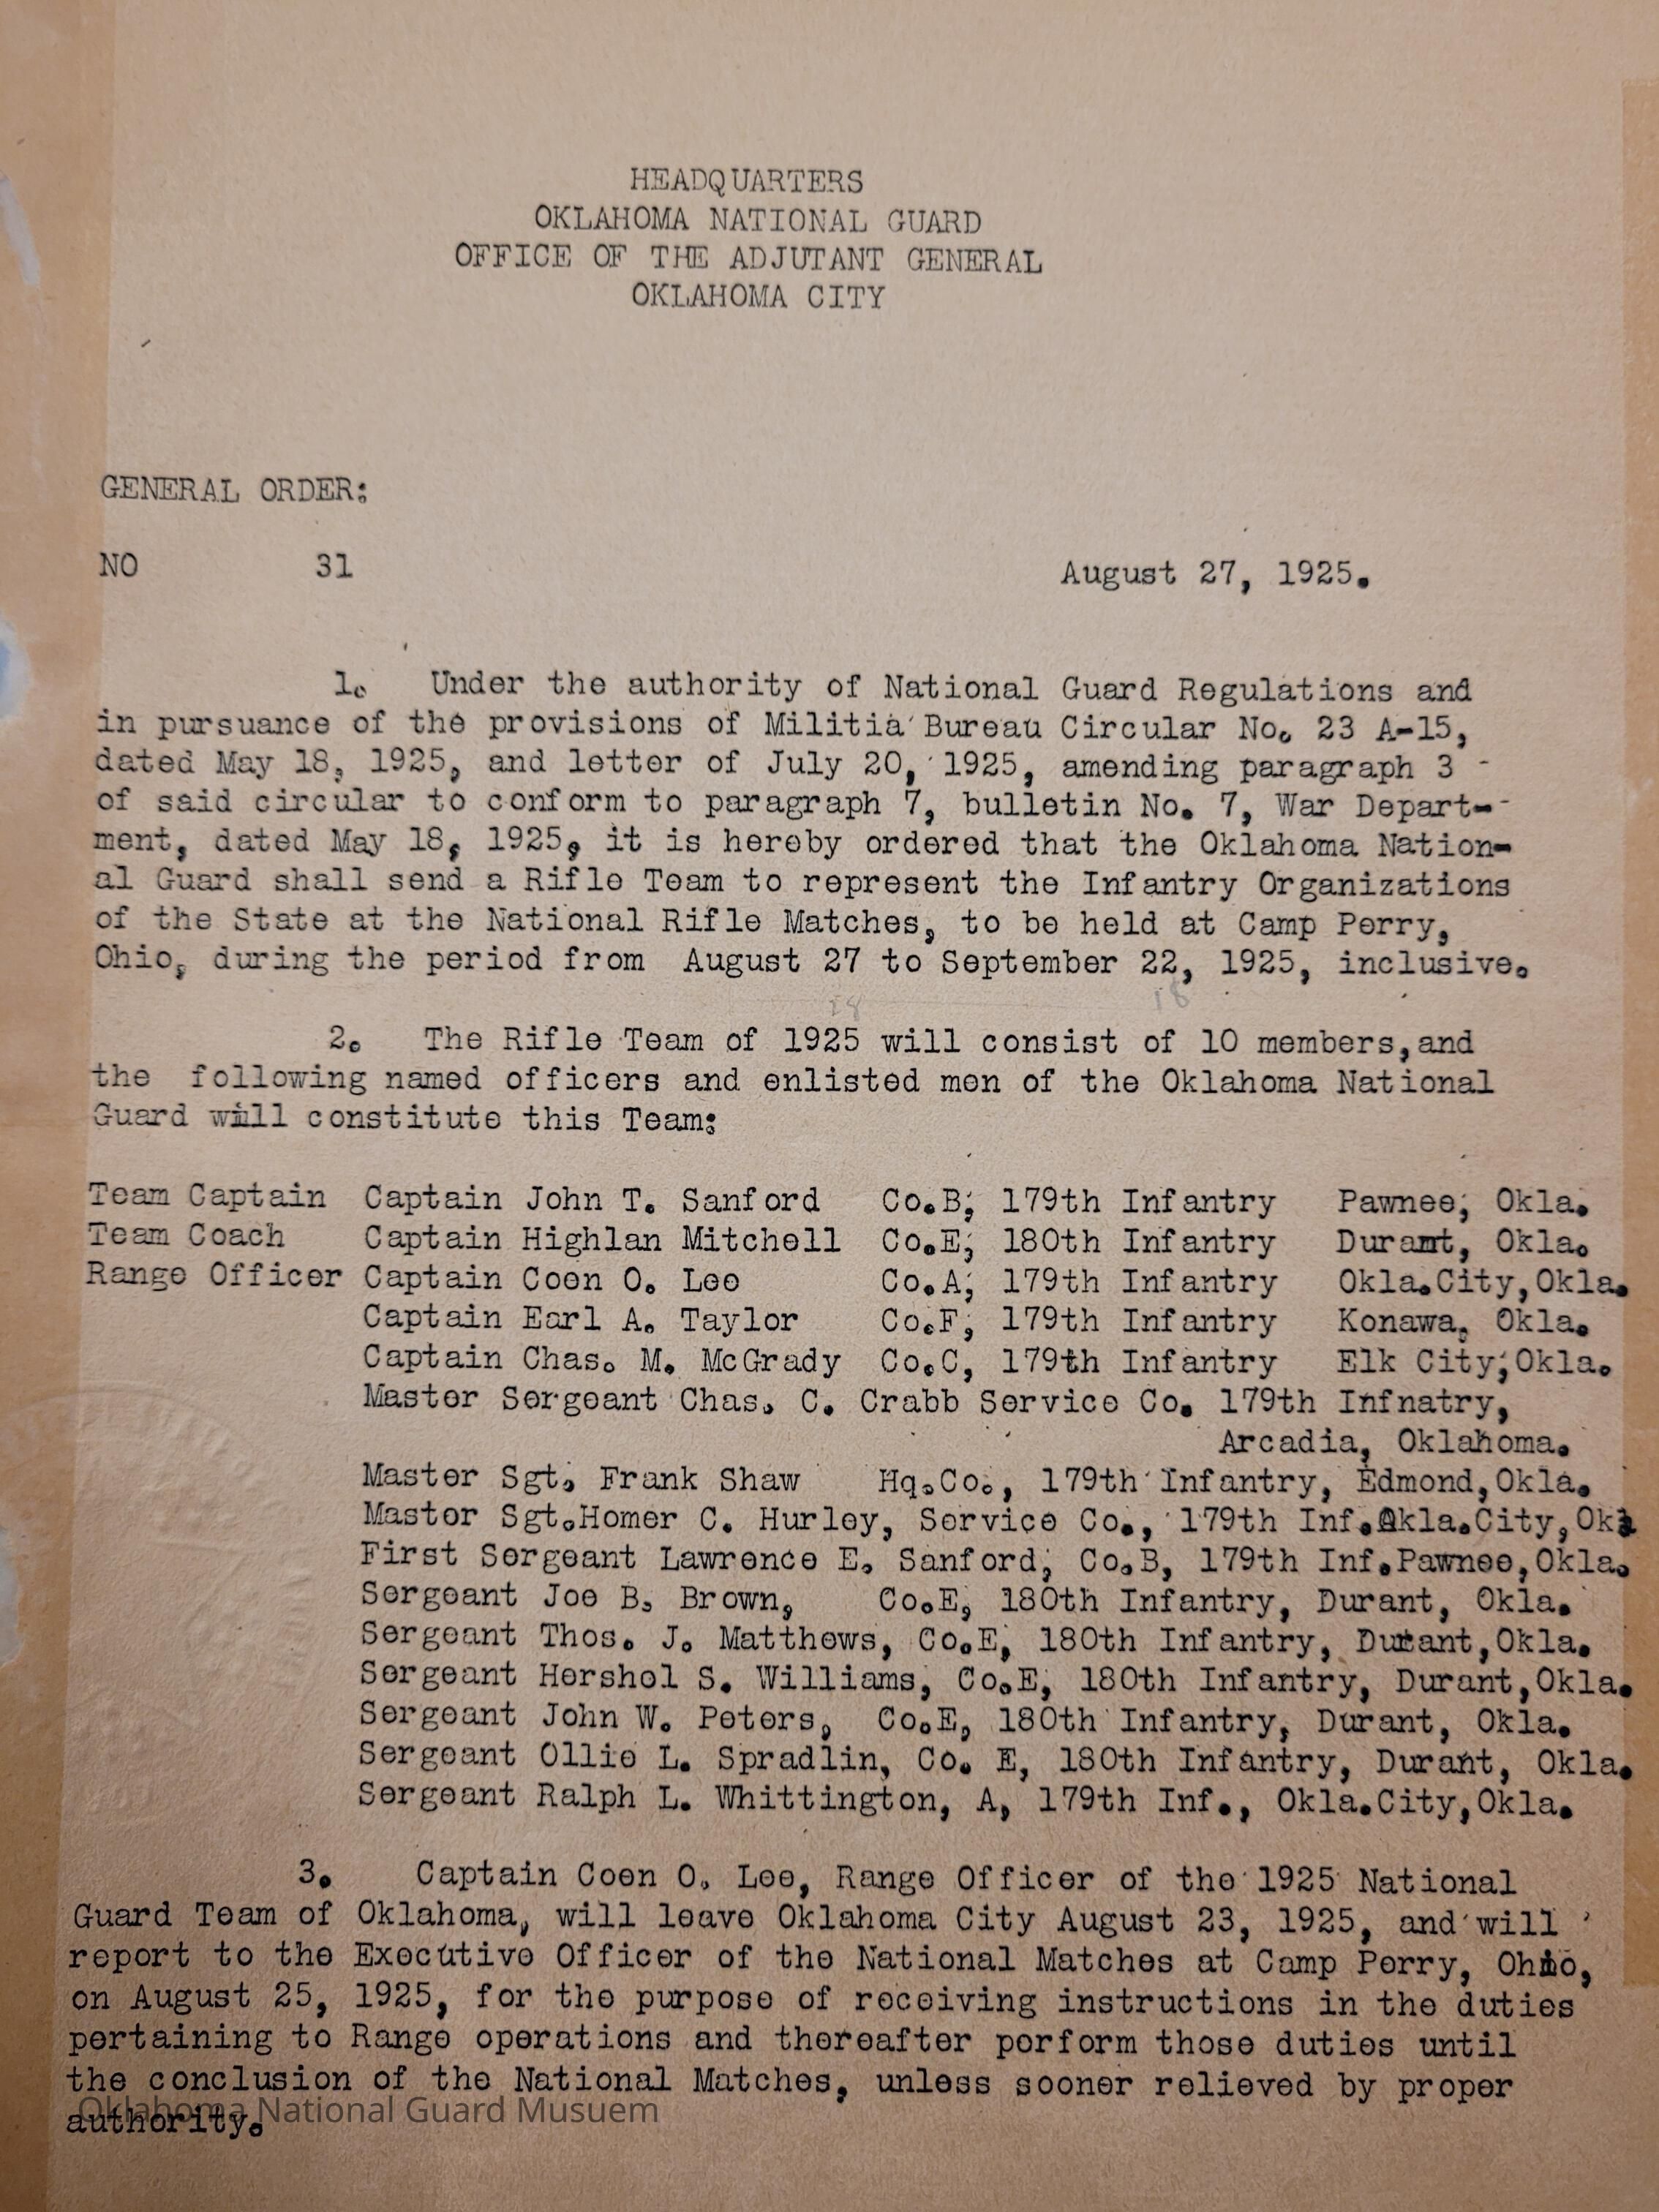 HEADQUARTERS
OKLAHOMA NATIONAL GUARD
OFFICE OF THE ADJUTANT GENERAL
OKLAHOMA CITY
GENERAL ORDER:
NO 31 August 27, 1925.
1. Under the authority of National Guard Regulations and
in pursuance of the provisions of Militia Bureau Circular No. 23 A-15,
dated May 18, 1925, and letter of July 20, 1925, amending paragraph 3 -
of said circular to conform to paragraph 7, bulletin No. 7, War Depart-
ment, dated May 18, 1925, it is hereby ordered that the Oklahoma Nation-
al Guard shall send a Rifle Team to represent the Infantry Organizations
of the State at the National Rifle Matches, to be held at Camp Perry,
Ohio, during the period from August 27 to September 22, 1925, inclusive.
18 18
2. The Rifle Team of 1925 will consist of 10 members,and
the following named officers and enlisted men of the Oklahoma National
Guard will constitute this Team:
Team Captain Captain John T. Sanford Co.B, 179th Infantry Pawnee, Okla.
Team Coach Captain Highlan Mitchell Co.E, 180th Infantry Durant, Okla.
Range Officer Captain Coen O. Lee Co.A, 179th Infantry Okla.City,Okla.
Captain Earl A. Taylor Co.F, 179th Infantry Konawa, Okla.
Captain Chas. M. McGrady Co.C, 179th Infantry Elk City,Okla.
Master Sergeant Chas. C. Crabb Service Co. 179th Infnatry,
Arcadia, Oklahoma.
Master Sgt. Frank Shaw Hq.Co., 179th Infantry, Edmond,Okla.
Master Sgt.Homer C. Hurley, Service Co., 179th Inf.Okla.City,Okl
First Sergeant Lawrence E. Sanford, Co.B, 179th Inf.Pawnee,Okla.
Sergeant Joe B. Brown, Co.E, 180th Infantry, Durant, Okla.
Sergeant Thos. J. Matthews, Co.E, 180th Infantry, Durant,Okla.
Sergeant Hershel S. Williams, Co.E, 180th Infantry, Durant,Okla.
Sergeant John W. Peters, Co.E, 180th Infantry, Durant, Okla.
Sergeant Ollie L. Spradlin, Co. E, 180th Infantry, Durant, Okla.
Sergeant Ralph L. Whittington, A, 179th Inf., Okla.City,Okla.
3. Captain Coen O. Lee, Range Officer of the 1925 National
Guard Team of Oklahoma, will leave Oklahoma City August 23, 1925, and will
report to the Executive Officer of the National Matches at Camp Perry, Ohio,
on August 25, 1925, for the purpose of receiving instructions in the duties
pertaining to Range operations and thereafter perform those duties until
the conclusion of the National Matches, unless sooner relieved by proper
authority.
Oklahoma National Guard Musuem